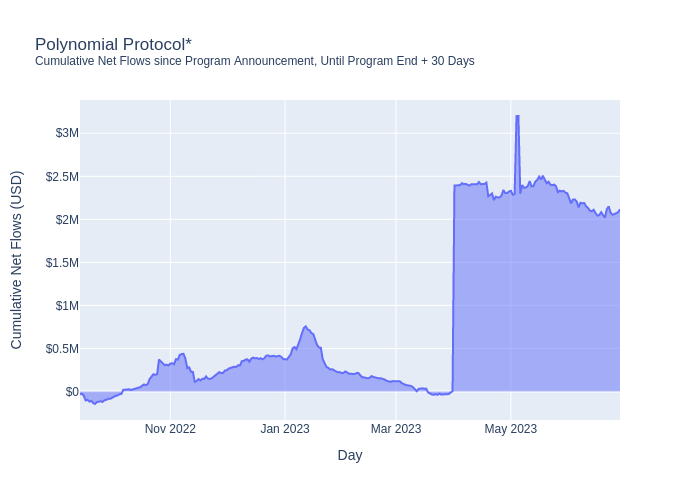 Polynomial Protocol*
Cumulative Net Flows since Program Announcement, Until Program End + 30 Days
Cumulative Net Flows (USD)
$3M
$2.5M
$2M
$1.5M
$1M
$0.5M
$0
Nov 2022 Jan 2023 Mar 2023 May 2023
Day